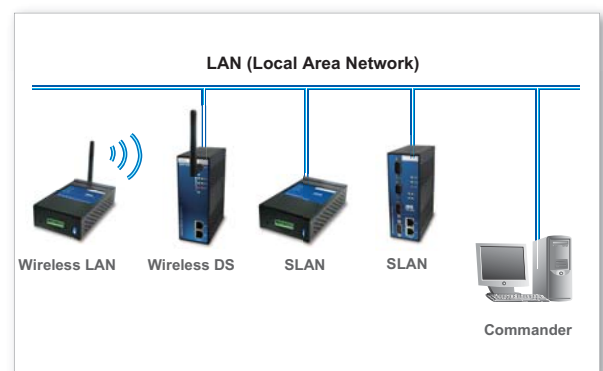 LAN (Local Area Network)
Wireless LAN
Wireless DS
SLAN
SLAN
Commander